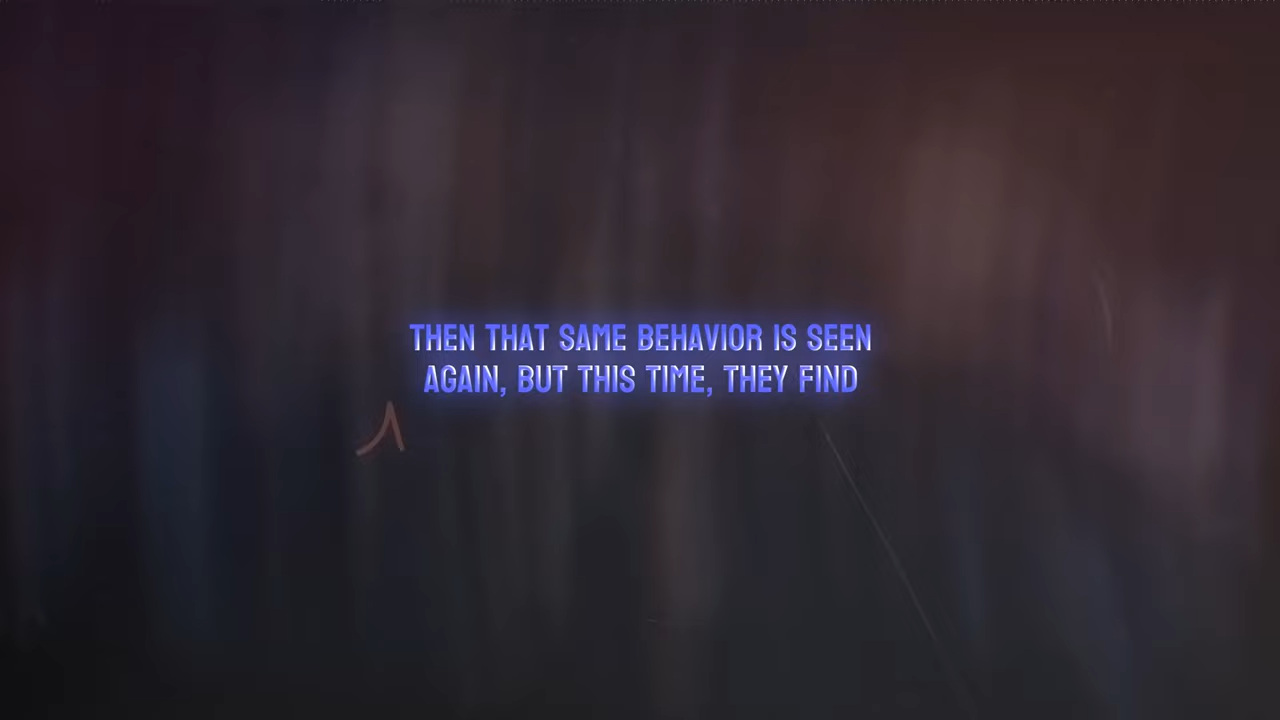 THEN THAT SAME BEHAVIOR IS SEEN
AGAIN, BUT THIS TIME, THEY FIND